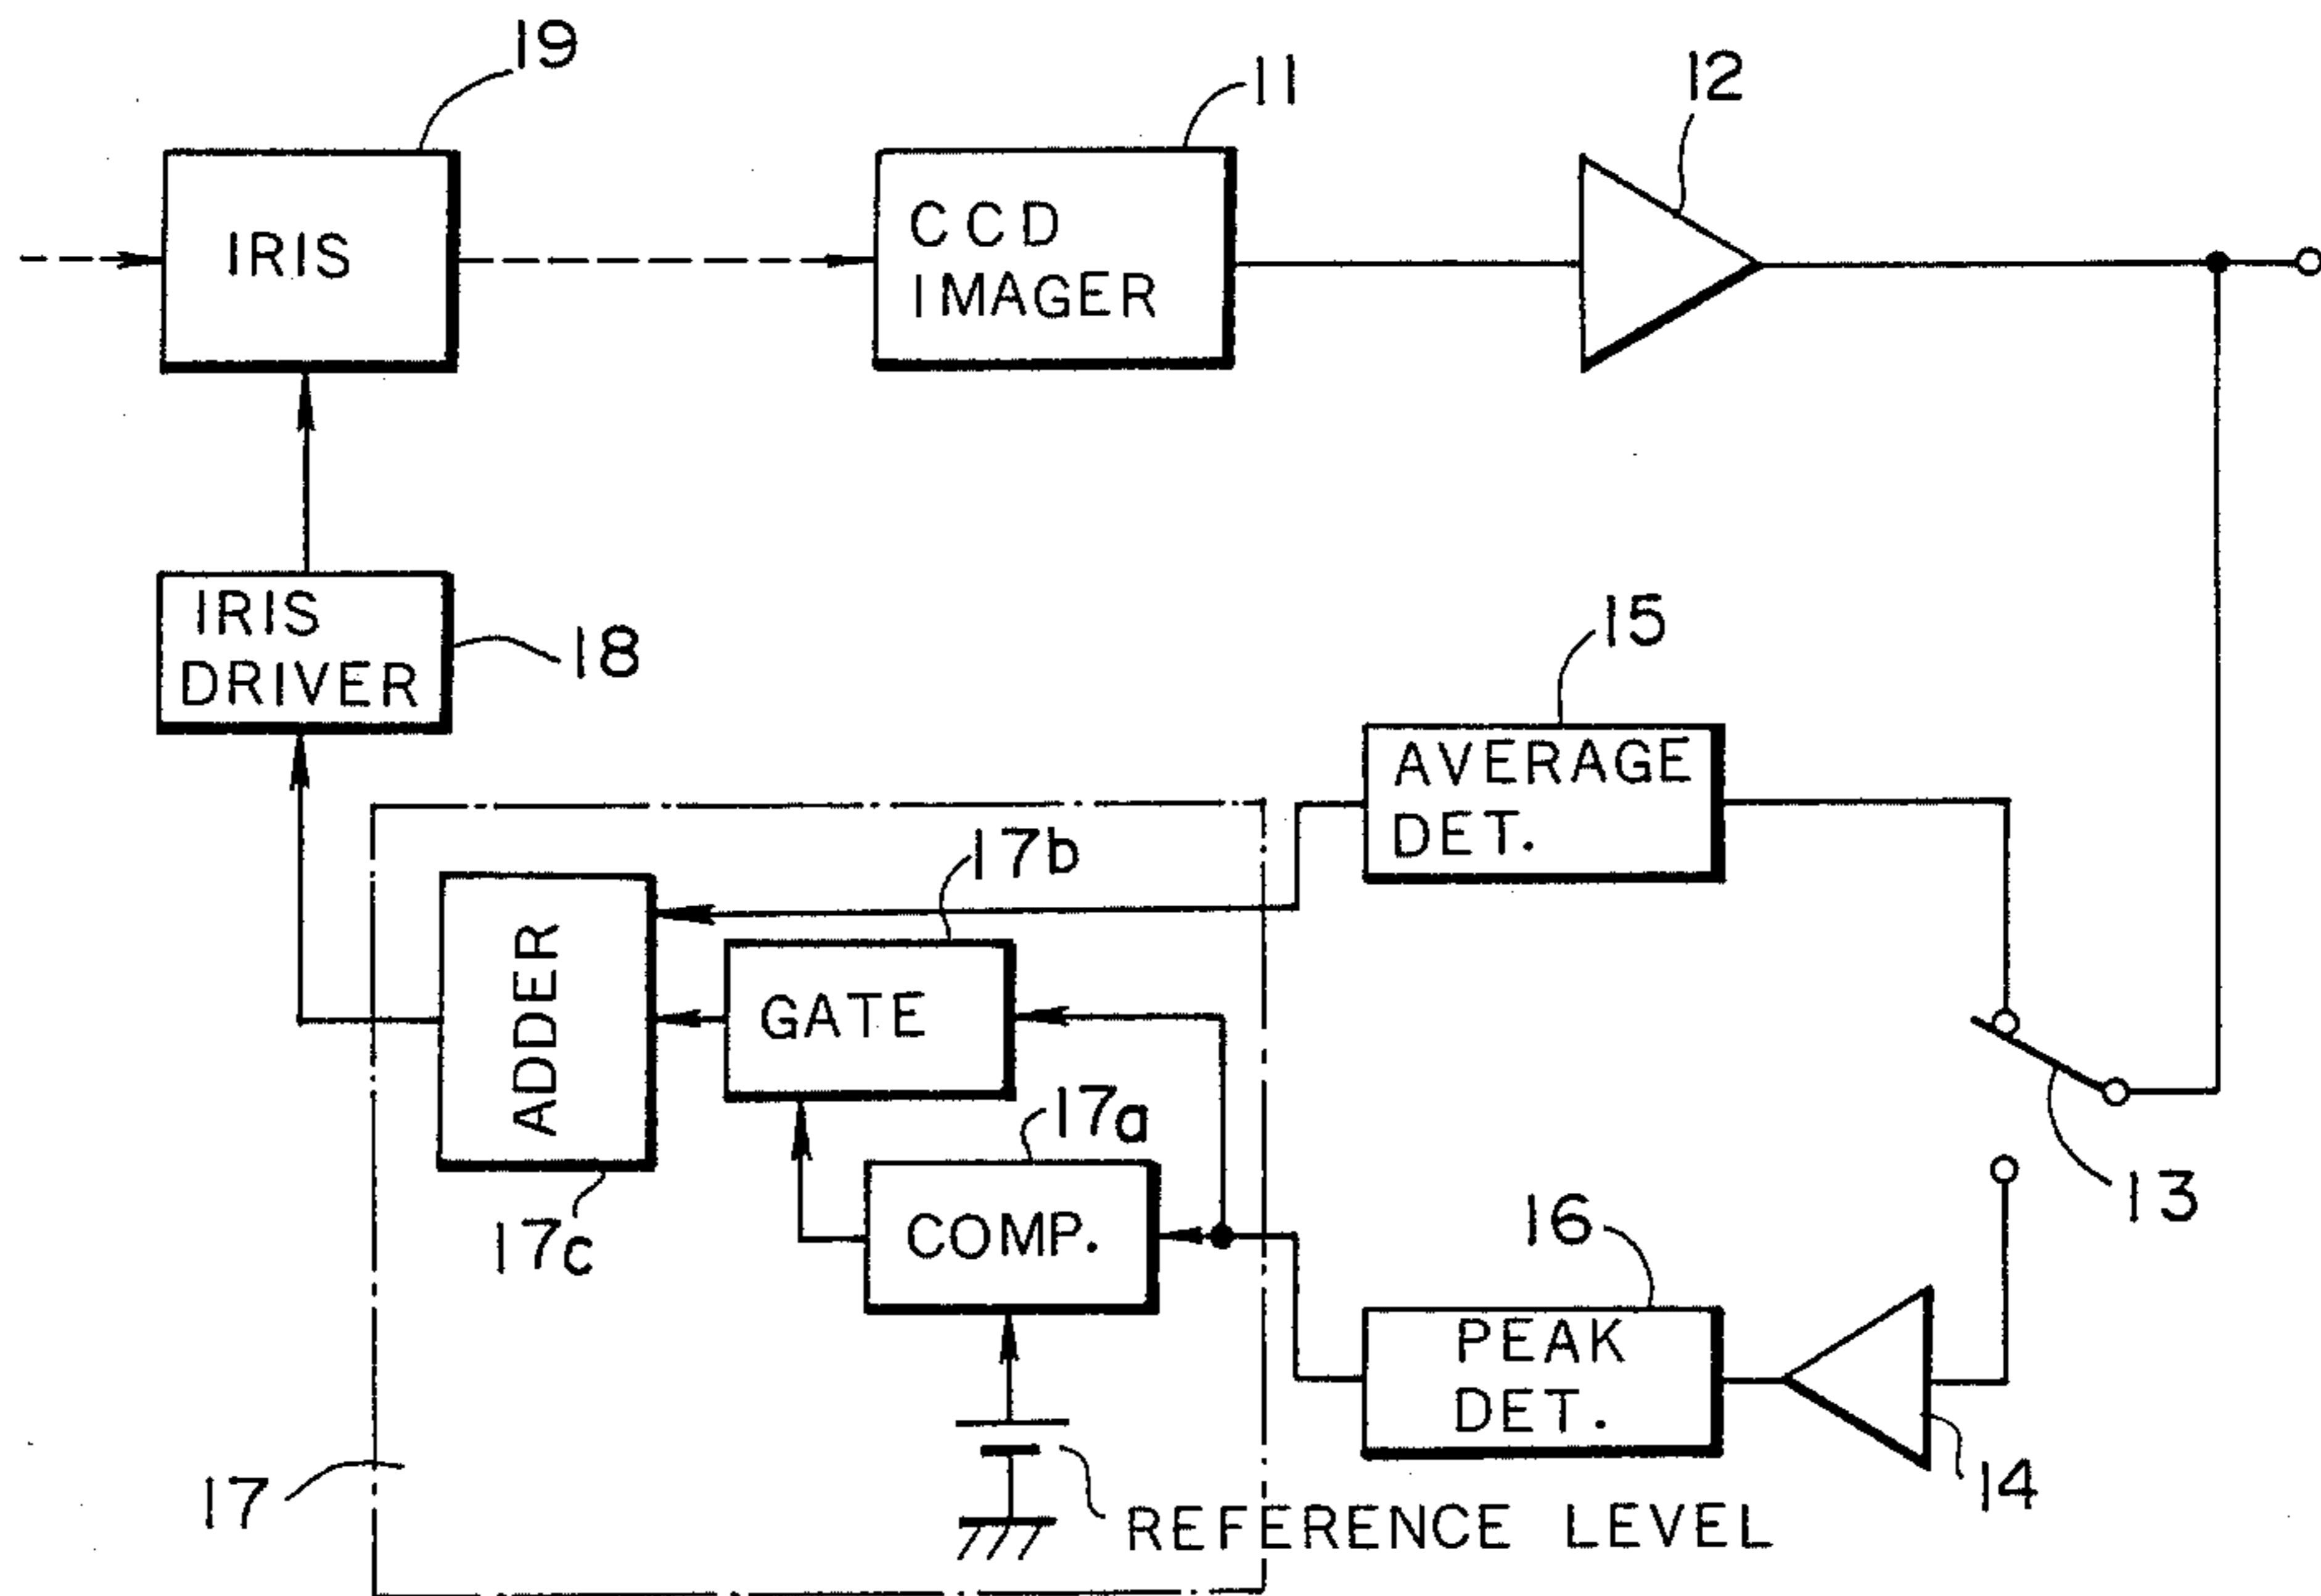 19
11
12
IRIS
CCD
IMAGER
IRIS
DRIVER
18
15
AVERAGE
DET.
17b
ADDER
GATE
17a
COMP.
17c
13
16
PEAK
DET.
14
17
REFERENCE LEVEL